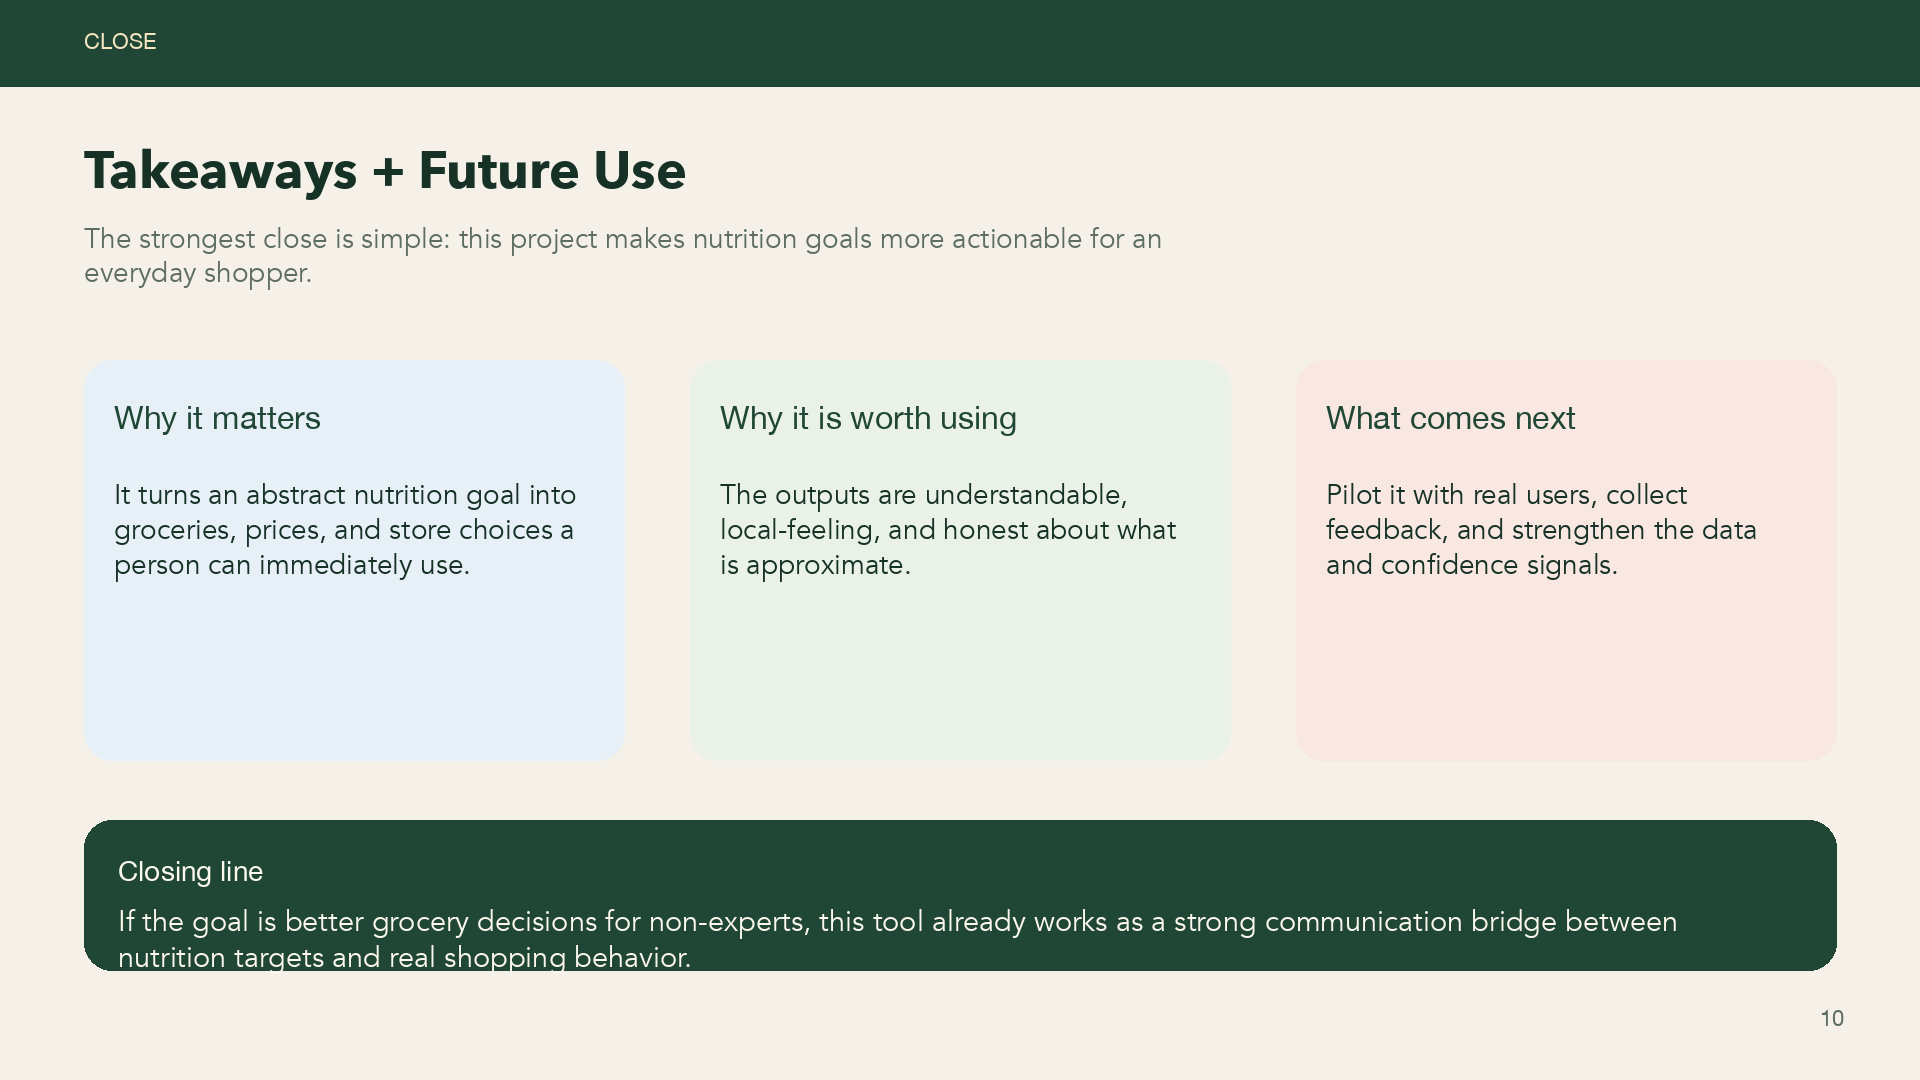 CLOSE
Takeaways + Future Use
The strongest close is simple: this project makes nutrition goals more actionable for an
everyday shopper.
Why it matters
It turns an abstract nutrition goal into
groceries, prices, and store choices a
person can immediately use.
Why it is worth using
The outputs are understandable,
local-feeling, and honest about what
is approximate.
What comes next
Pilot it with real users, collect
feedback, and strengthen the data
and confidence signals.
Closing line
If the goal is better grocery decisions for non-experts, this tool already works as a strong communication bridge between
nutrition targets and real shopping behavior.
10